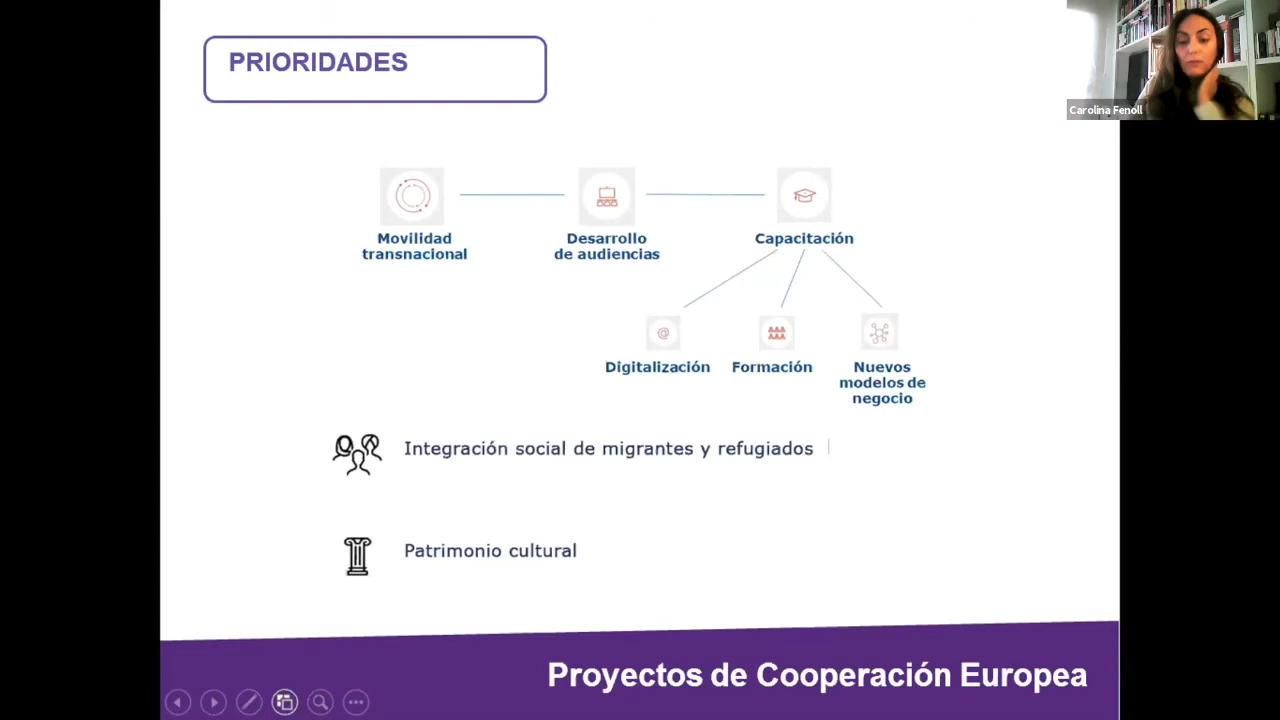 PRIORIDADES
Carolina Fenoll
Movilidad
transnacional
Desarrollo
de audiencias
Capacitación
@
Digitalización
Formación
Nuevos
modelos de
negocio
Integración social de migrantes y refugiados
Patrimonio cultural
Proyectos de Cooperación Europea